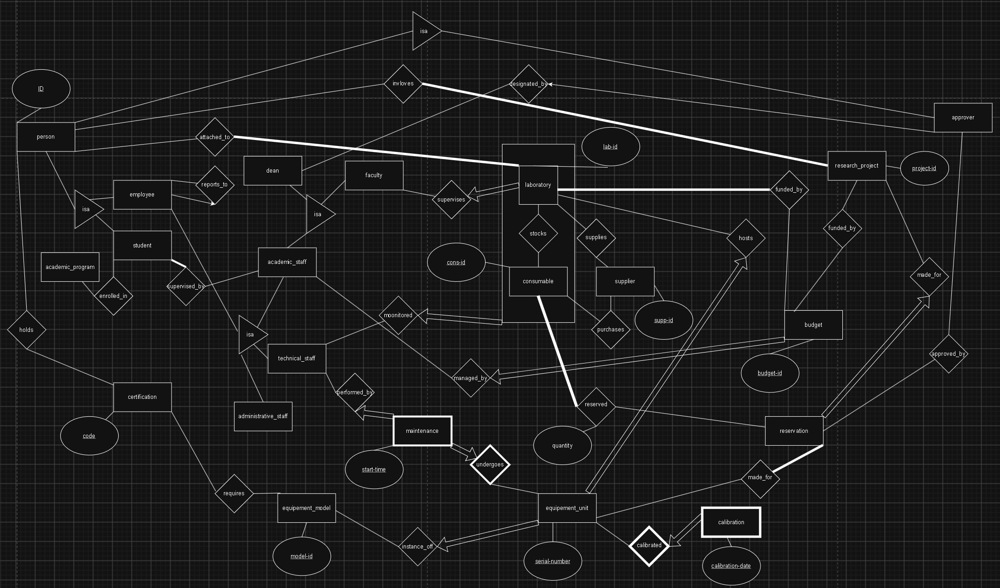 isa
invloves
designated_by
ID
approver
person
attached_to
lab-id
research_project
project-id
dean
faculty
reports_to
laboratory
employee
funded_by
supervises
isa
isa
funded_by
stocks
supplies
hosts
student
academic_staff
cons-id
academic_program
consumable
supplier
made_for
supervised_by
enrolled_in
moonitored
supp-id
holds
purchases
budget
isa
technical_staff
approved_by
managed_by
budget-id
performed_by
certification
reserved
administrative_staff
maintenance
reservation
code
quantity
start-time
undergoes
made_for
requires
equipement_model
equipement_unit
calibration
instance_off
calibrated
model-id
serial-number
calibration-date